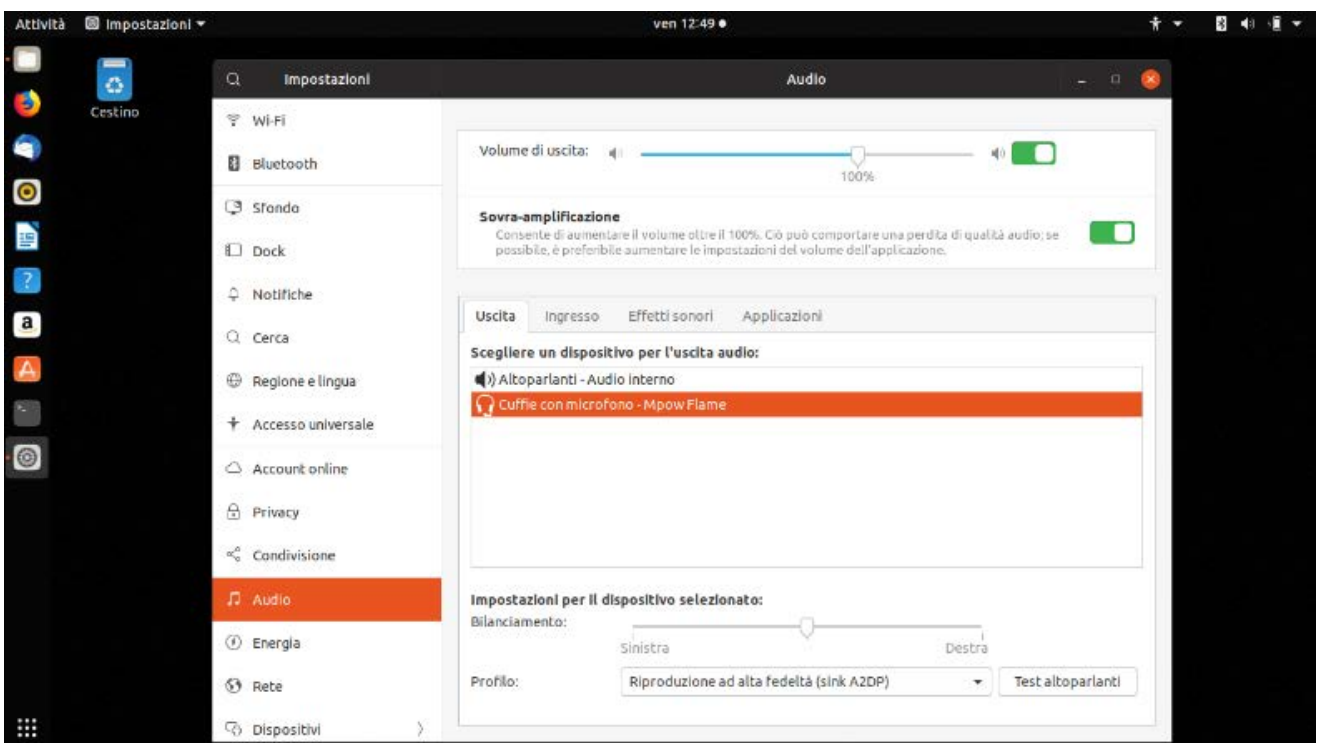 Attività
Impostazioni
ven 12:49
Cestino
Impostazioni
Audio
Wi-Fi
Bluetooth
Sfondo
Dock
Notifiche
Cerca
Regione e lingua
Accesso universale
Account online
Privacy
Condivisione
Audio
Energia
Rete
Dispositivi
Volume di uscita:
100%
Sovra-amplificazione
Consente di aumentare il volume oltre il 100%. Ciò può comportare una perdita di qualità audio; se
possibile, è preferibile aumentare le impostazioni del volume dell'applicazione.
Uscita Ingresso Effetti sonori Applicazioni
Scegliere un dispositivo per l'uscita audio:
Altoparlanti - Audio interno
Cuffie con microfono - Mpow Flame
Impostazioni per il dispositivo selezionato:
Bilanciamento:
Sinistra Destra
Profilo: Riproduzione ad alta fedeltà (sink A2DP) Test altoparlanti